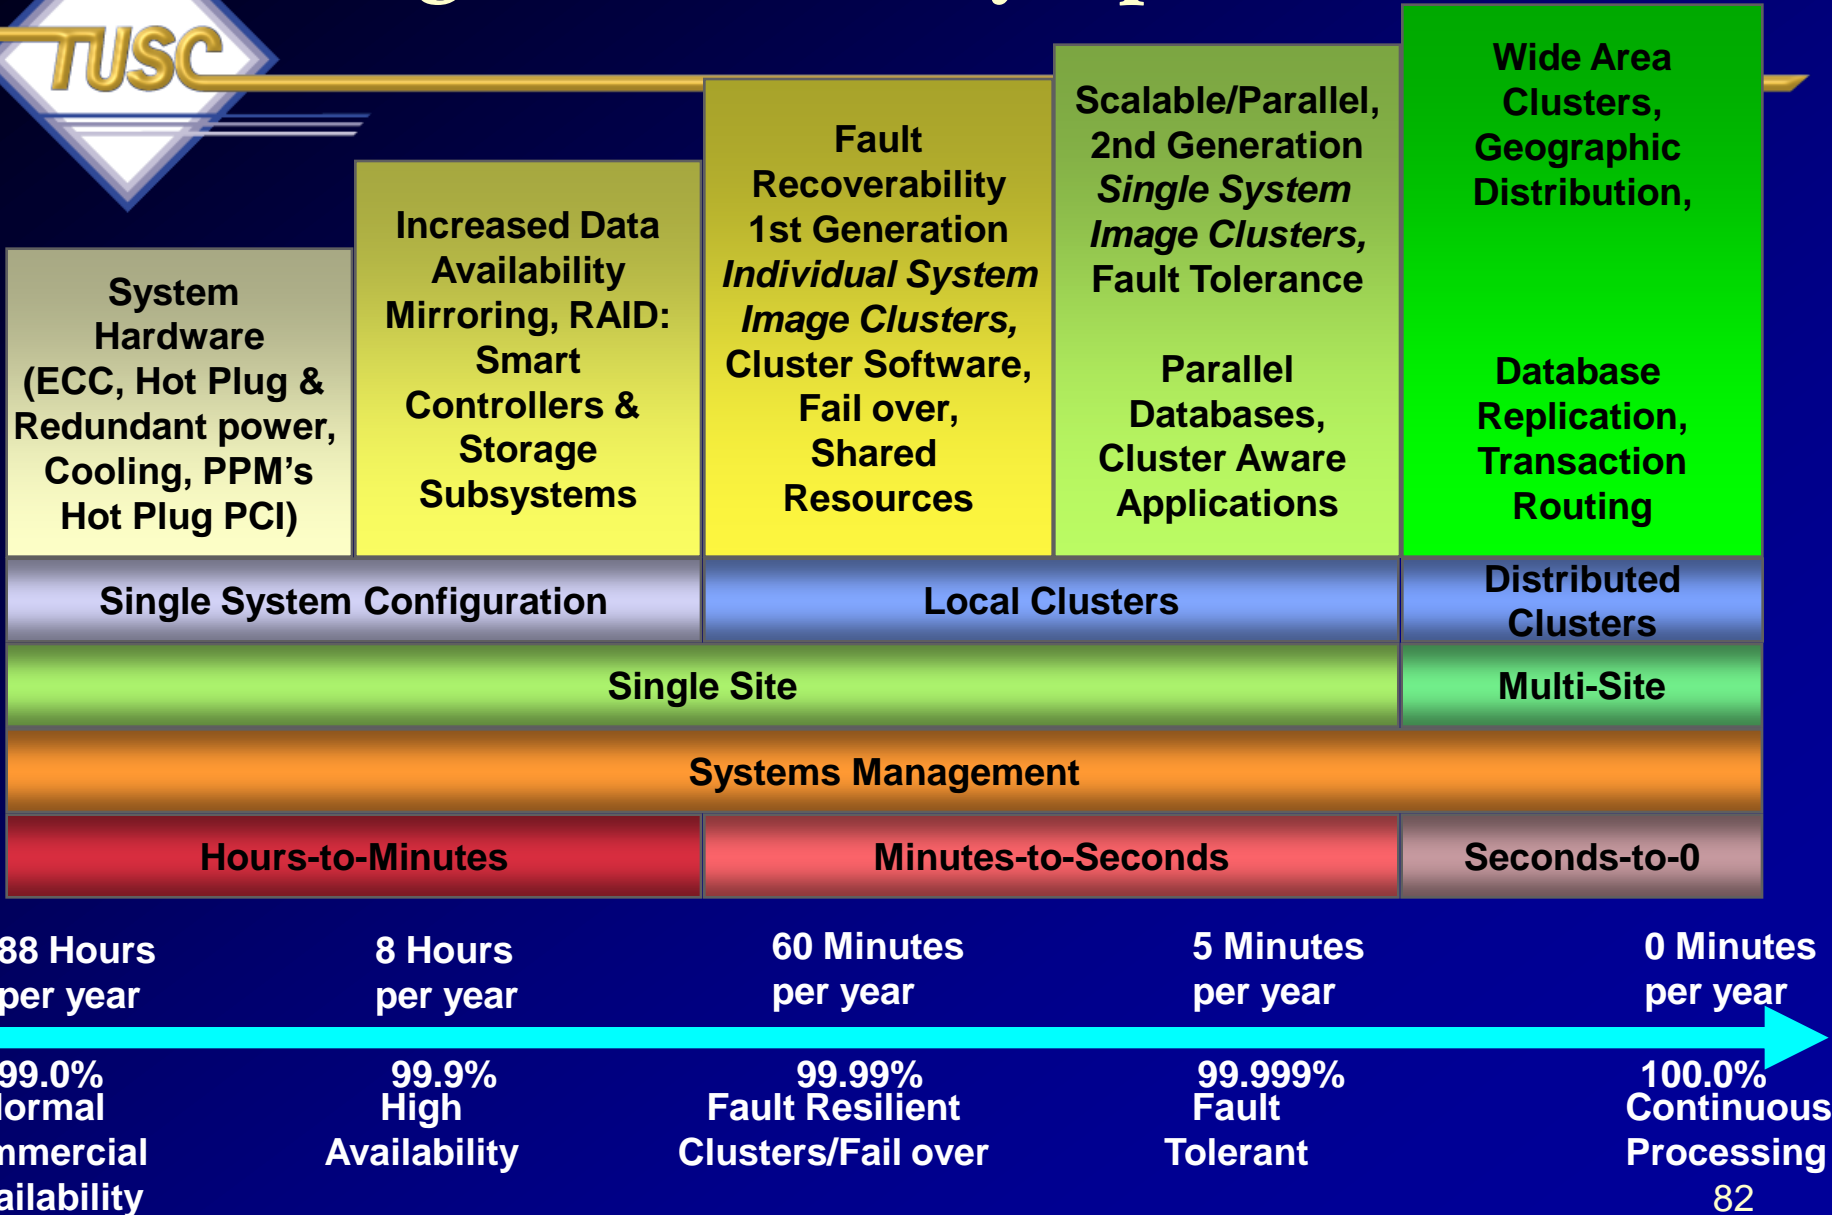 TUSC
System
Hardware
(ECC, Hot Plug &
Redundant power,
Cooling, PPM's
Hot Plug PCI)
Increased Data
Availability
Mirroring, RAID:
Smart
Controllers &
Storage
Subsystems
Fault
Recoverability
1st Generation
Individual System
Image Clusters,
Cluster Software,
Fail over,
Shared
Resources
Scalable/Parallel,
2nd Generation
Single System
Image Clusters,
Fault Tolerance
Parallel
Databases,
Cluster Aware
Applications
Wide Area
Clusters,
Geographic
Distribution,
Database
Replication,
Transaction
Routing
Single System Configuration
Local Clusters
Distributed
Clusters
Single Site
Multi-Site
Systems Management
Hours-to-Minutes
Minutes-to-Seconds
Seconds-to-0
88 Hours
per year
8 Hours
per year
60 Minutes
per year
5 Minutes
per year
0 Minutes
per year
99.0%
ormal
mmercial
ailability
99.9%
High
Availability
99.99%
Fault Resilient
Clusters/Fail over
99.999%
Fault
Tolerant
100.0%
Continuous
Processing
82